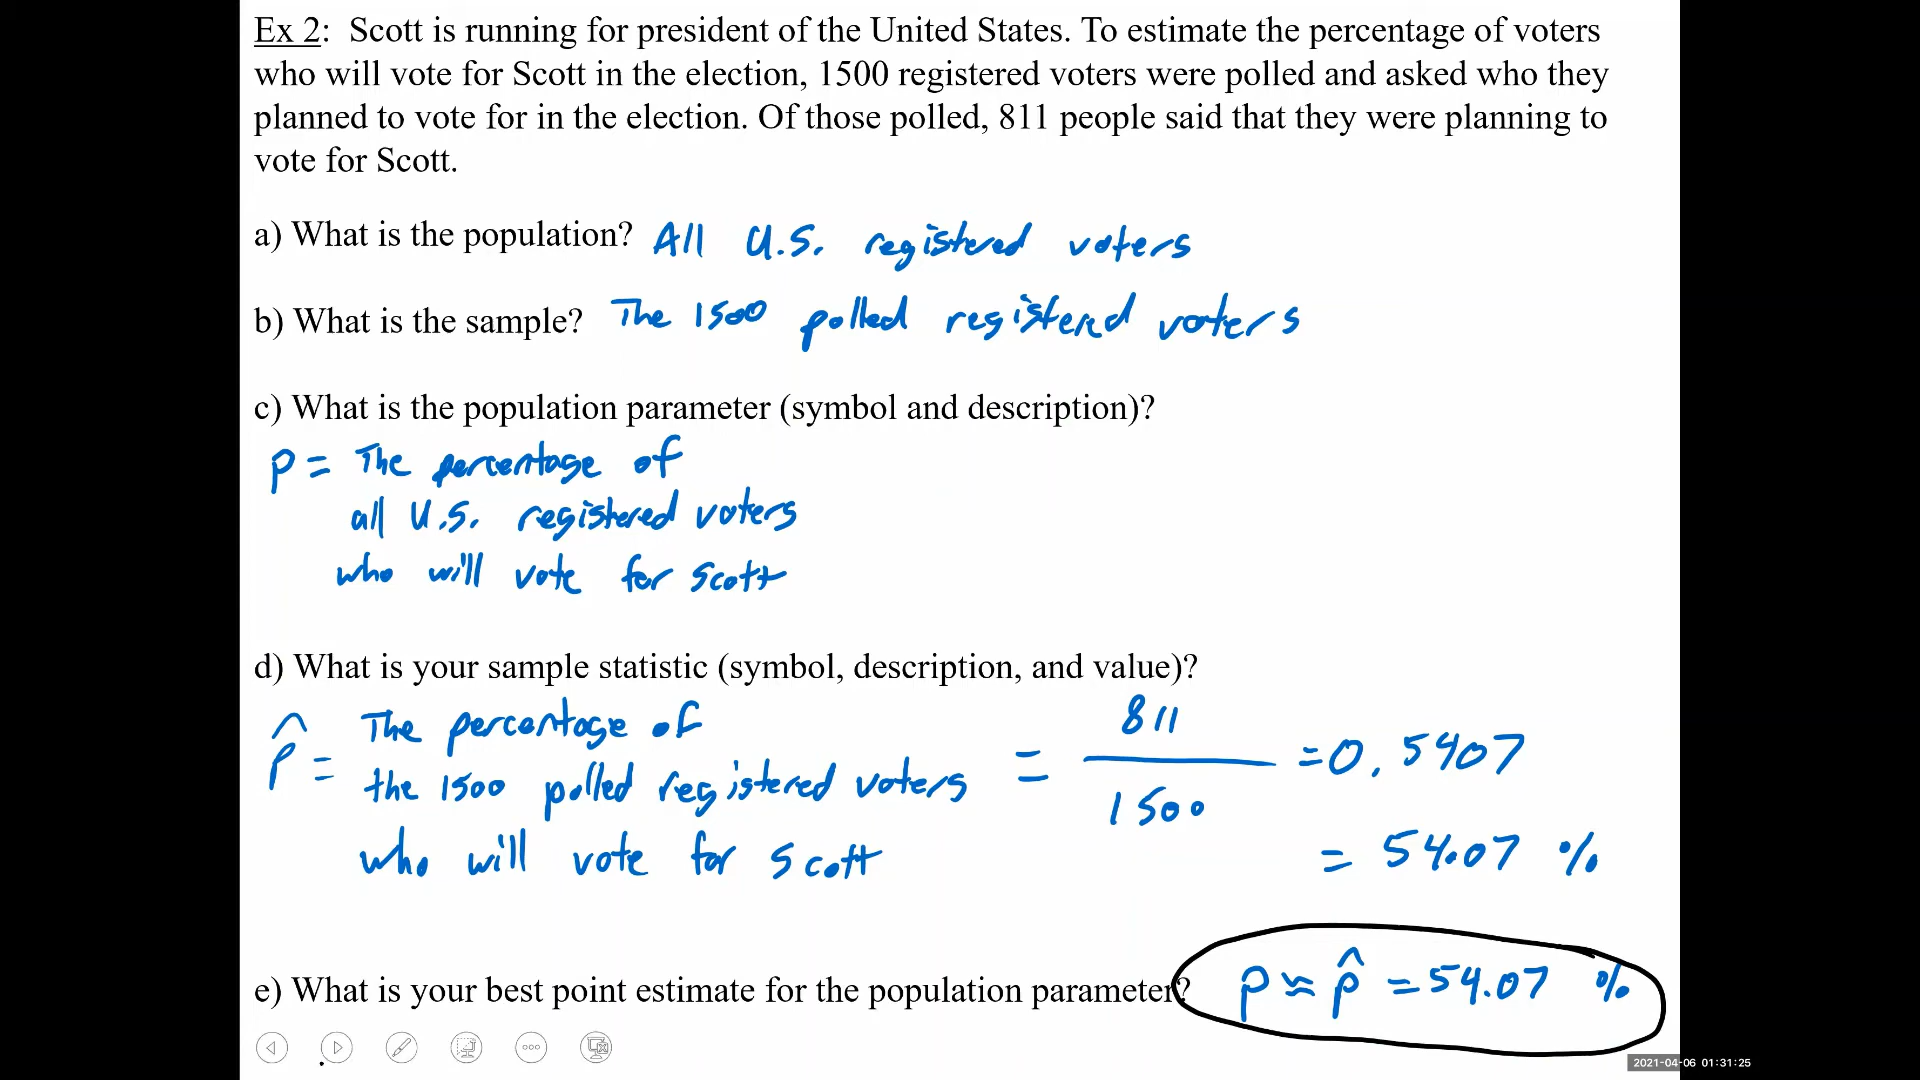 Ex 2: Scott is running for president of the United States. To estimate the percentage of voters
who will vote for Scott in the election, 1500 registered voters were polled and asked who they
planned to vote for in the election. Of those polled, 811 people said that they were planning to
vote for Scott.
a) What is the population? All U.S. registered voters
b) What is the sample? The 1500 polled registered voters
c) What is the population parameter (symbol and description)?
p = The percentage of
all U.S. registered voters
who will vote for Scott
d) What is your sample statistic (symbol, description, and value)?
p̂ = The percentage of
the 1500 polled registered voters
who will vote for Scott
= 811/1500 = 0.5407
= 54.07 %
e) What is your best point estimate for the population parameter? p ≈ p̂ = 54.07 %
2021-04-06 01:31:25